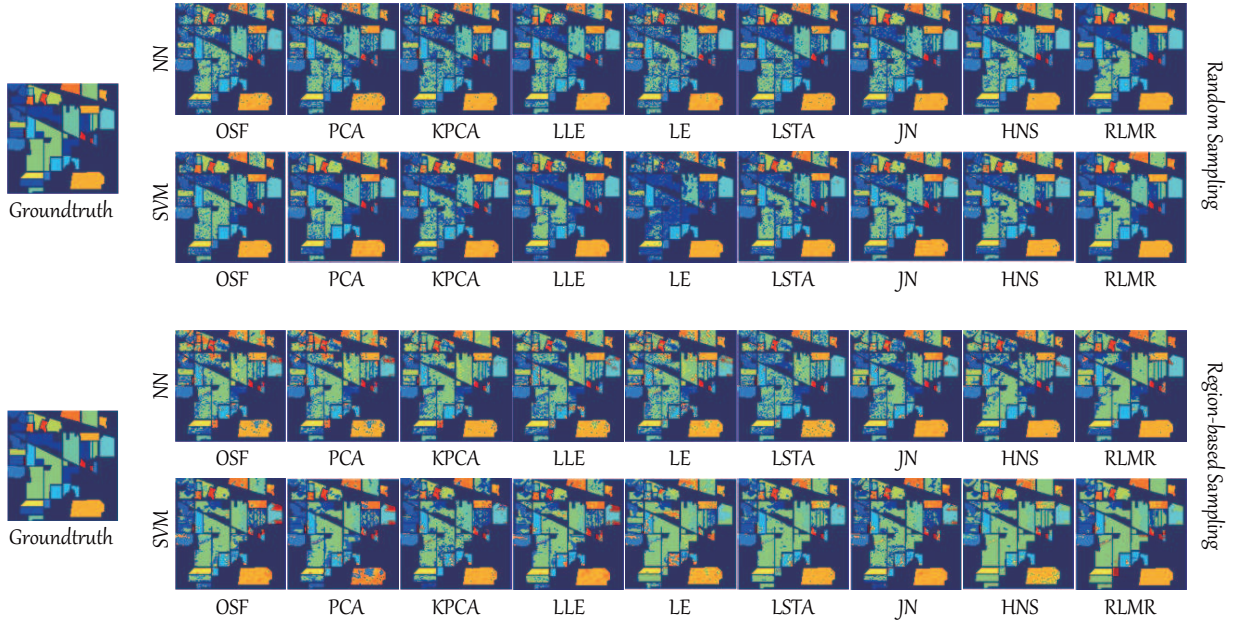 NN
OSF PCA KPCA LLE LE LSTA JN HNS RLMR
Random Sampling
Groundtruth
SVM
OSF PCA KPCA LLE LE LSTA JN HNS RLMR
NN
OSF PCA KPCA LLE LE LSTA JN HNS RLMR
Region-based Sampling
Groundtruth
SVM
OSF PCA KPCA LLE LE LSTA JN HNS RLMR